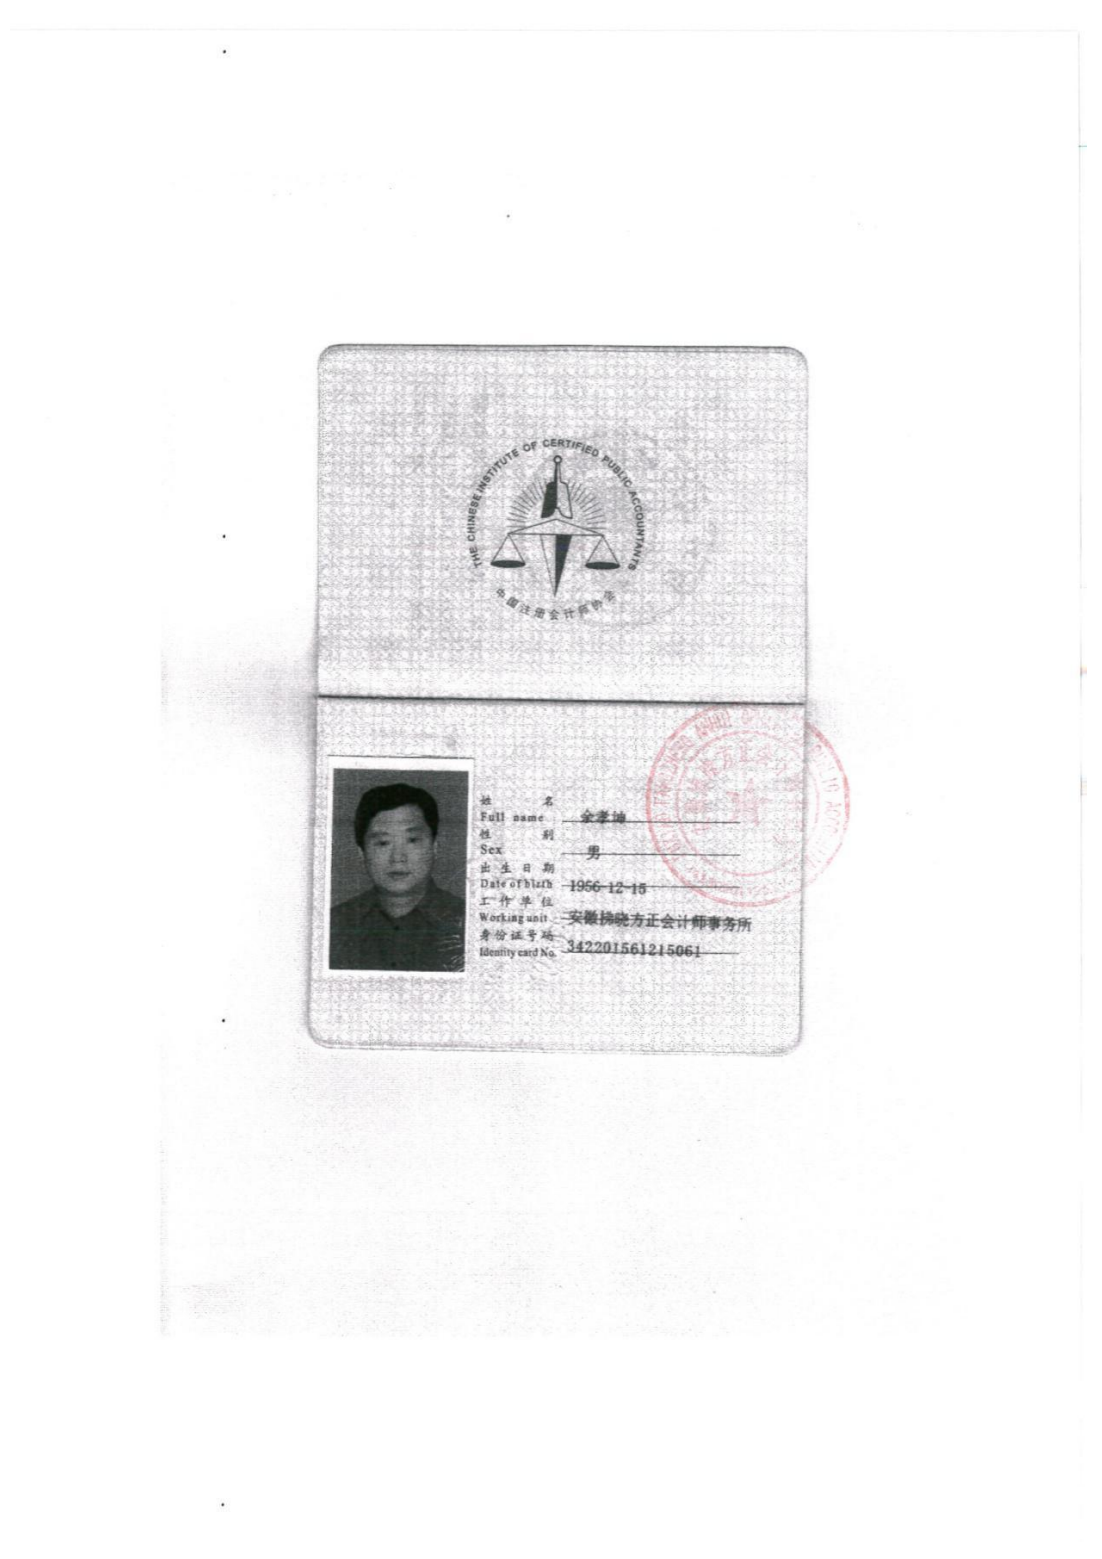 THE CHINESE INSTITUTE OF CERTIFIED PUBLIC ACCOUNTANTS
中国注册会计师协会
姓 名
Full name 余孝坤
性 别
Sex 男
出生日期
Date of birth 1956-12-15
工作单位
Working unit 安徽拂晓方正会计师事务所
身份证号码
Identity card No. 342201561215061